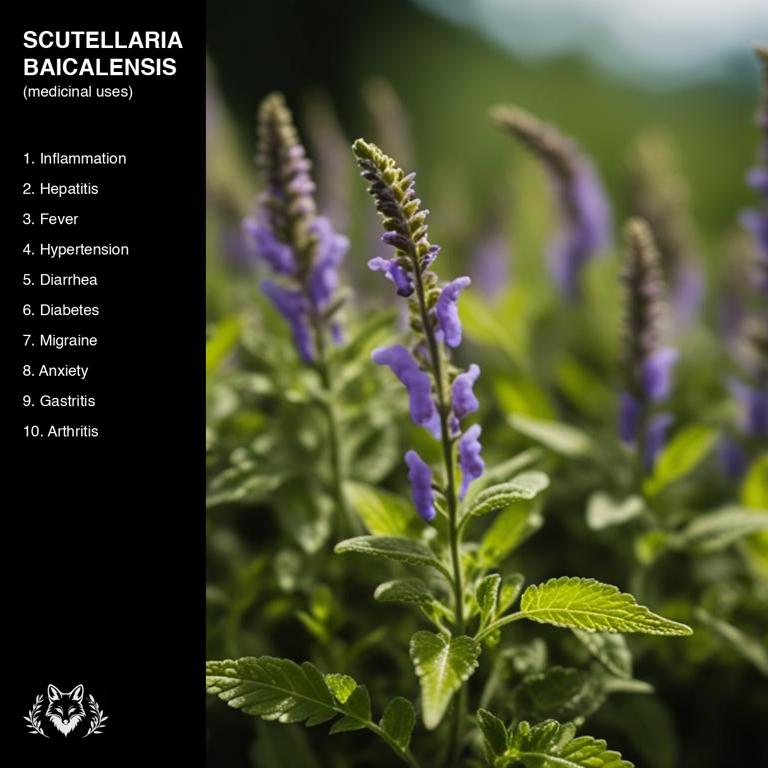 SCUTELLARIA
BAICALENSIS
(medicinal uses)
1. Inflammation
2. Hepatitis
3. Fever
4. Hypertension
5. Diarrhea
6. Diabetes
7. Migraine
8. Anxiety
9. Gastritis
10. Arthritis